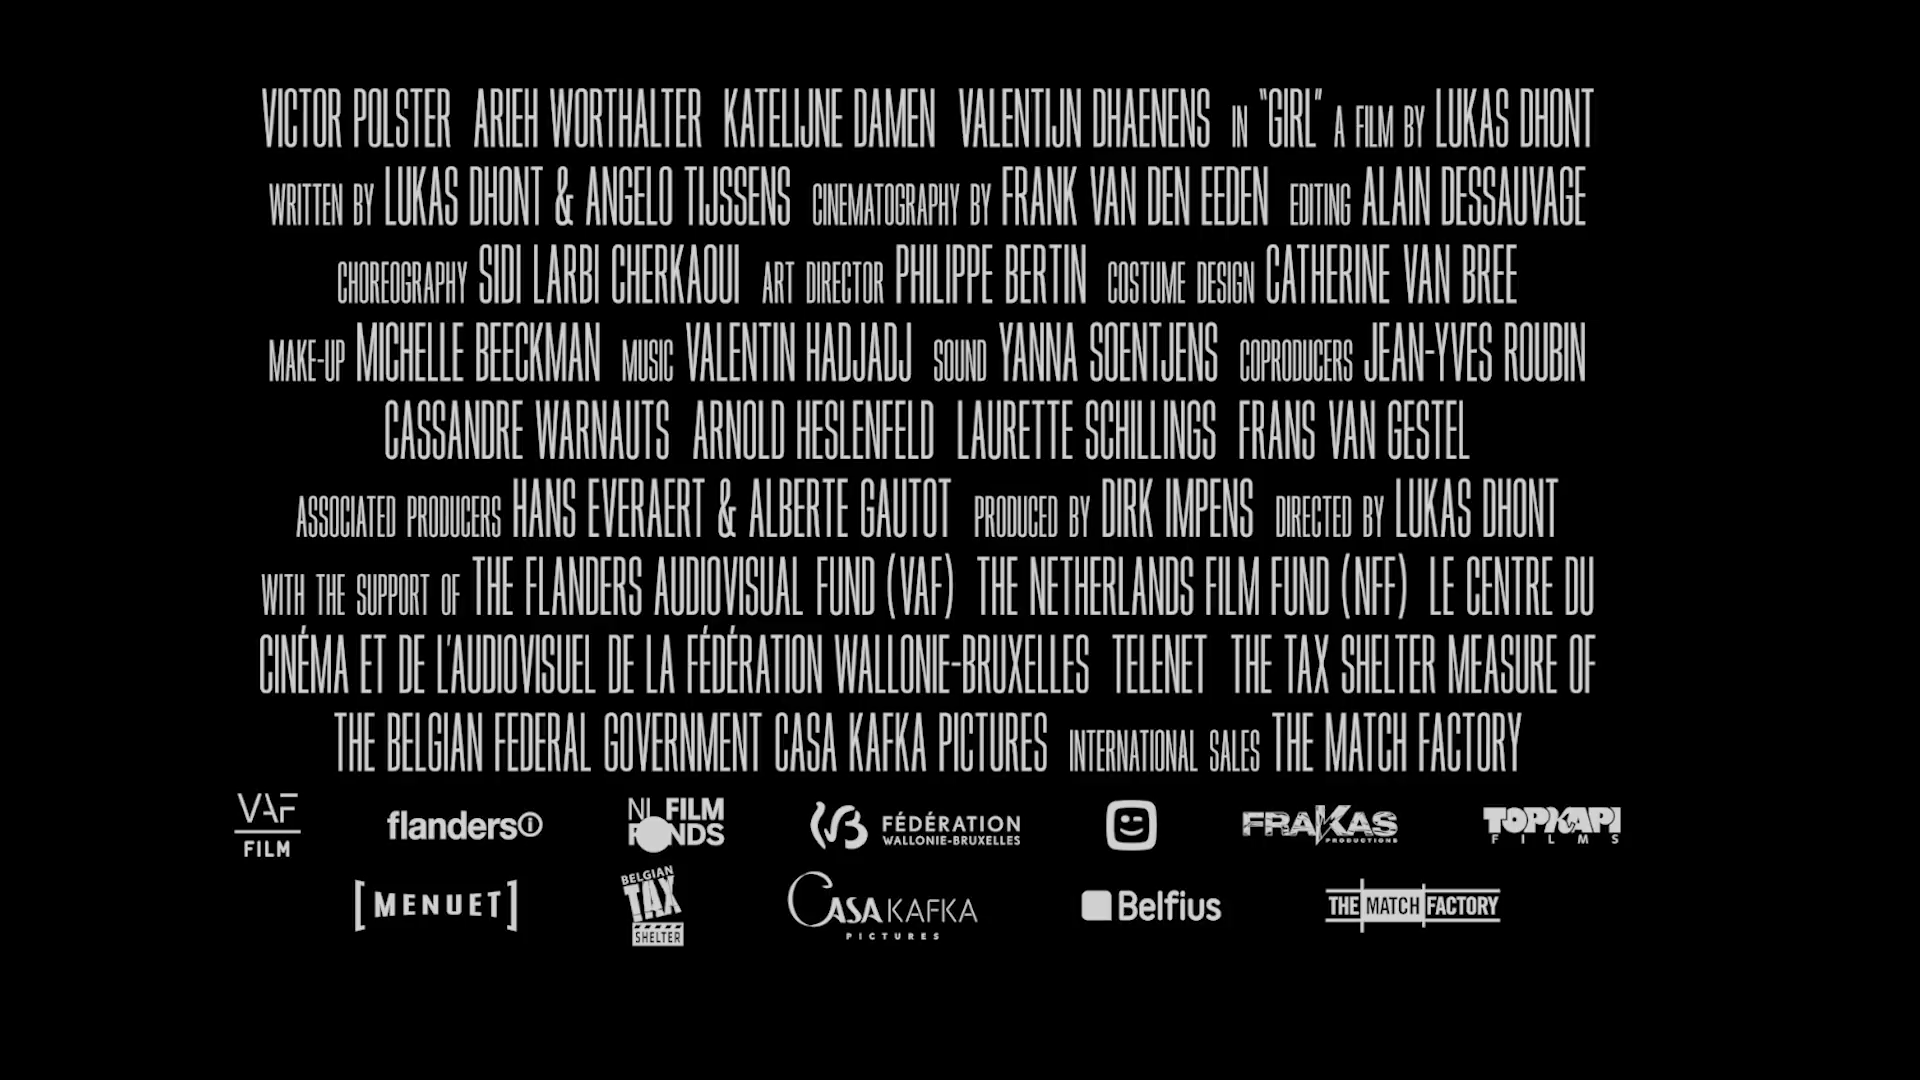 VICTOR POLSTER ARIEH WORTHALTER KATELIJNE DAMEN VALENTIJN DHAENENS IN "GIRL" A FILM BY LUKAS DHONT
WRITTEN BY LUKAS DHONT & ANGELO TIJSSENS CINEMATOGRAPHY BY FRANK VAN DEN EEDEN EDITING ALAIN DESSAUVAGE
CHOREOGRAPHY SIDI LARBI CHERKAOUI ART DIRECTOR PHILIPPE BERTIN COSTUME DESIGN CATHERINE VAN BREE
MAKE-UP MICHELLE BEECKMAN MUSIC VALENTIN HADJADJ SOUND YANNA SOENTJENS COPRODUCERS JEAN-YVES ROUBIN
CASSANDRE WARNAUTS ARNOLD HESLENFELD LAURETTE SCHILLINGS FRANS VAN GESTEL
ASSOCIATED PRODUCERS HANS EVERAERT & ALBERTE GAUTOT PRODUCED BY DIRK IMPENS DIRECTED BY LUKAS DHONT
WITH THE SUPPORT OF THE FLANDERS AUDIOVISUAL FUND (VAF) THE NETHERLANDS FILM FUND (NFF) LE CENTRE DU
CINÉMA ET DE L'AUDIOVISUEL DE LA FÉDÉRATION WALLONIE-BRUXELLES TELENET THE TAX SHELTER MEASURE OF
THE BELGIAN FEDERAL GOVERNMENT CASA KAFKA PICTURES INTERNATIONAL SALES THE MATCH FACTORY
VAF
FILM
flanders i
NL FILM
FONDS
FÉDÉRATION
WALLONIE-BRUXELLES
FRAKAS
PRODUCTIONS
TOPKAPI
FILMS
[MENUET]
BELGIAN
TAX
SHELTER
CASA KAFKA
PICTURES
Belfius
THE MATCH FACTORY